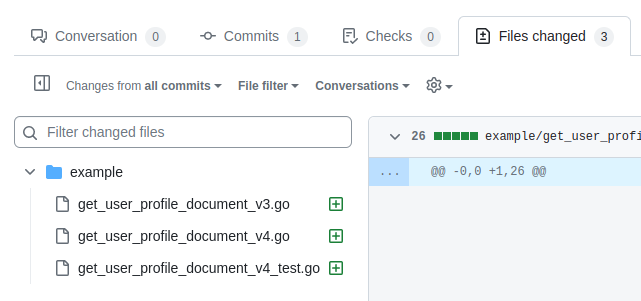 Conversation 0 Commits 1 Checks 0 Files changed 3
Changes from all commits File filter Conversations
Filter changed files
26 example/get_user_profi
example
... @@ -0,0 +1,26 @@
get_user_profile_document_v3.go
get_user_profile_document_v4.go
get_user_profile_document_v4_test.go